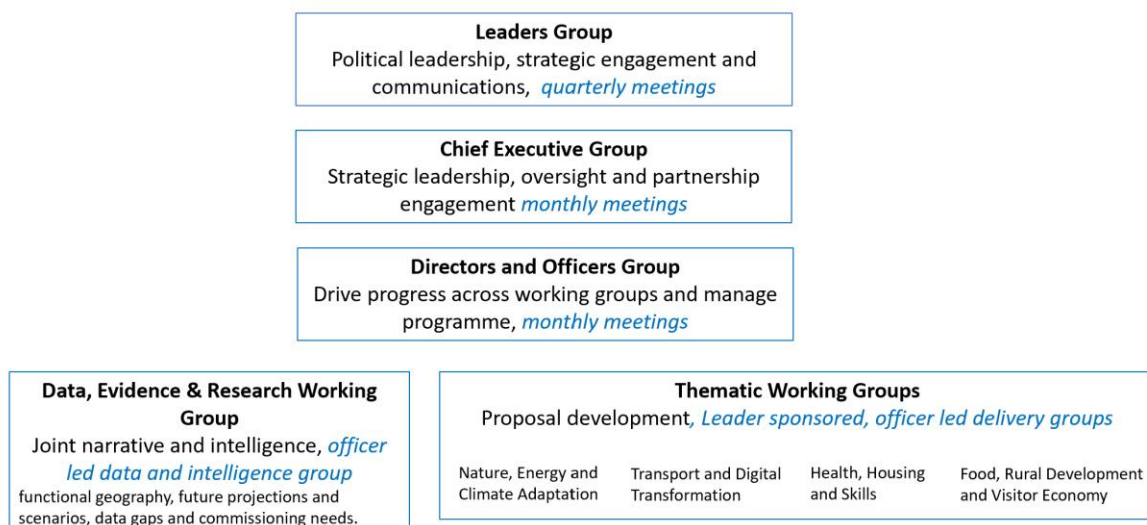 Leaders Group
Political leadership, strategic engagement and
communications, quarterly meetings
Chief Executive Group
Strategic leadership, oversight and partnership
engagement monthly meetings
Directors and Officers Group
Drive progress across working groups and manage
programme, monthly meetings
Data, Evidence & Research Working
Group
Joint narrative and intelligence, officer
led data and intelligence group
functional geography, future projections and
scenarios, data gaps and commissioning needs.
Thematic Working Groups
Proposal development, Leader sponsored, officer led delivery groups
Nature, Energy and
Climate Adaptation
Transport and Digital
Transformation
Health, Housing
and Skills
Food, Rural Development
and Visitor Economy